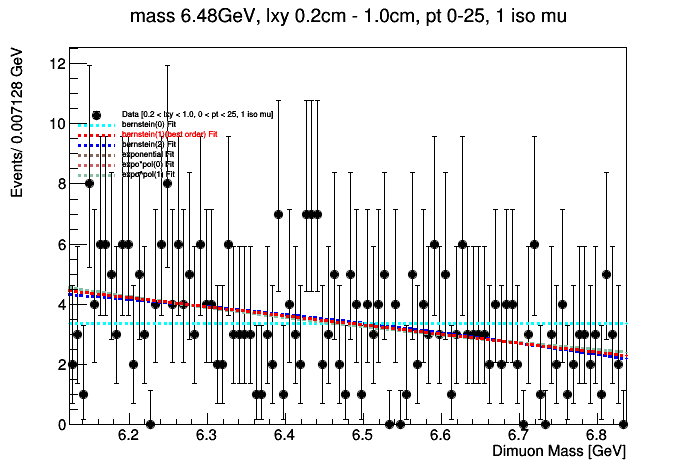 mass 6.48GeV, lxy 0.2cm - 1.0cm, pt 0-25, 1 iso mu
Events/ 0.007128 GeV
12
10
8
6
4
2
0
Data [0.2 < lxy < 1.0, 0 < pt < 25, 1 iso mu]
bernstein(0) Fit
bernstein(1)(best order) Fit
bernstein(2) Fit
exponential Fit
expo*pol(0) Fit
expo*pol(1) Fit
6.2 6.3 6.4 6.5 6.6 6.7 6.8
Dimuon Mass [GeV]